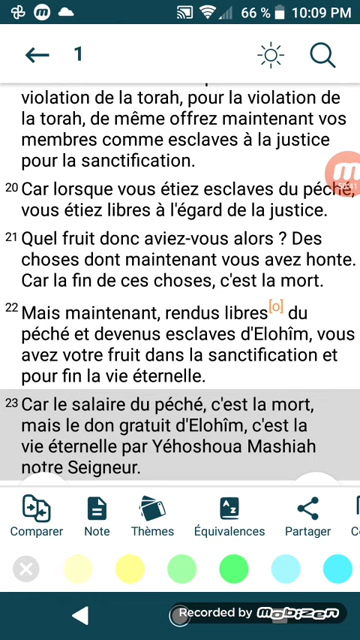 66 % 10:09 PM
1
violation de la torah, pour la violation de
la torah, de même offrez maintenant vos
membres comme esclaves à la justice
pour la sanctification.
20 Car lorsque vous étiez esclaves du péché,
vous étiez libres à l'égard de la justice.
21 Quel fruit donc aviez-vous alors ? Des
choses dont maintenant vous avez honte.
Car la fin de ces choses, c'est la mort.
22 Mais maintenant, rendus libres[o] du
péché et devenus esclaves d'Elohîm, vous
avez votre fruit dans la sanctification et
pour fin la vie éternelle.
23 Car le salaire du péché, c'est la mort,
mais le don gratuit d'Elohîm, c'est la
vie éternelle par Yéhoshoua Mashiah
notre Seigneur.
Comparer Note Thèmes Équivalences Partager
Recorded by mobizen